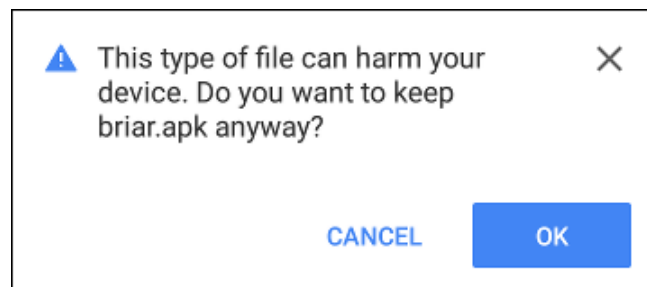 This type of file can harm your
device. Do you want to keep
briar.apk anyway?
CANCEL
OK